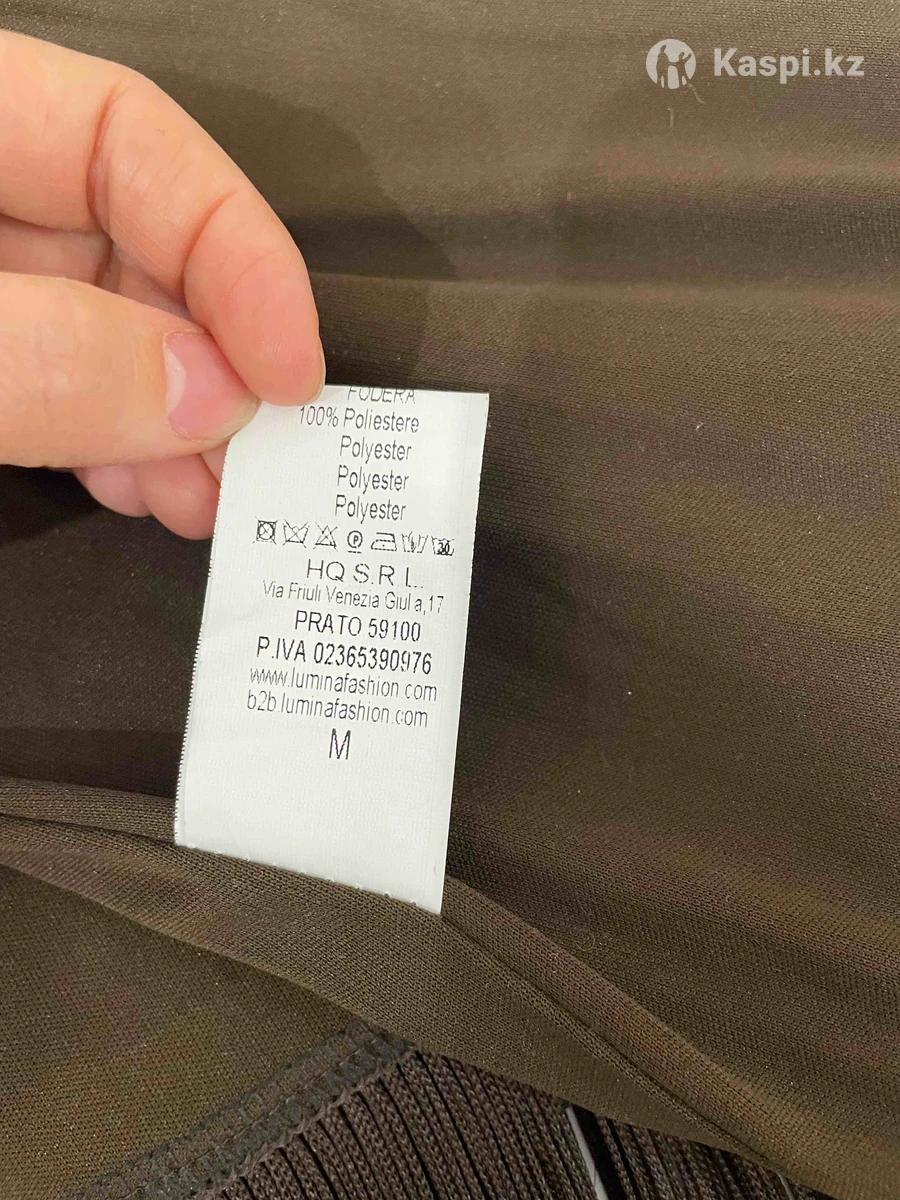 Kaspi.kz
FODERA
100% Poliestere
Polyester
Polyester
Polyester
P
30
HQ S.R.L.
Via Friuli Venezia Giulia,17
PRATO 59100
P.IVA 02365390976
www.luminafashion.com
b2b.luminafashion.com
M